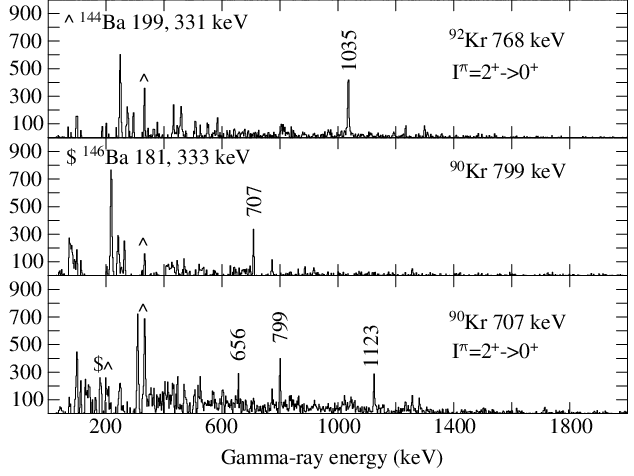 900
700
500
300
100
^ ¹⁴⁴Ba 199, 331 keV
^
1035
⁹²Kr 768 keV
Iᵖⁱ=2⁺->0⁺
900
700
500
300
100
$ ¹⁴⁶Ba 181, 333 keV
^
707
⁹⁰Kr 799 keV
900
700
500
300
100
$^
^
656
799
1123
⁹⁰Kr 707 keV
I^π=2⁺->0⁺
200 600 1000 1400 1800
Gamma-ray energy (keV)